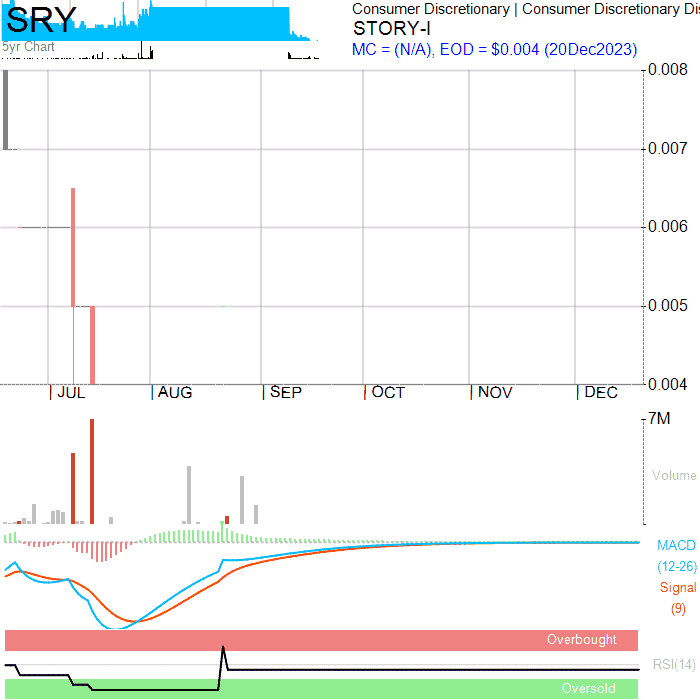 SRY
5yr Chart
Consumer Discretionary | Consumer Discretionary Dis
STORY-I
MC = (N/A), EOD = $0.004 (20Dec2023)
0.008
0.007
0.006
0.005
0.004
JUL
AUG
SEP
OCT
NOV
DEC
7M
Volume
MACD
(12-26)
Signal
(9)
Overbought
RSI(14)
Oversold